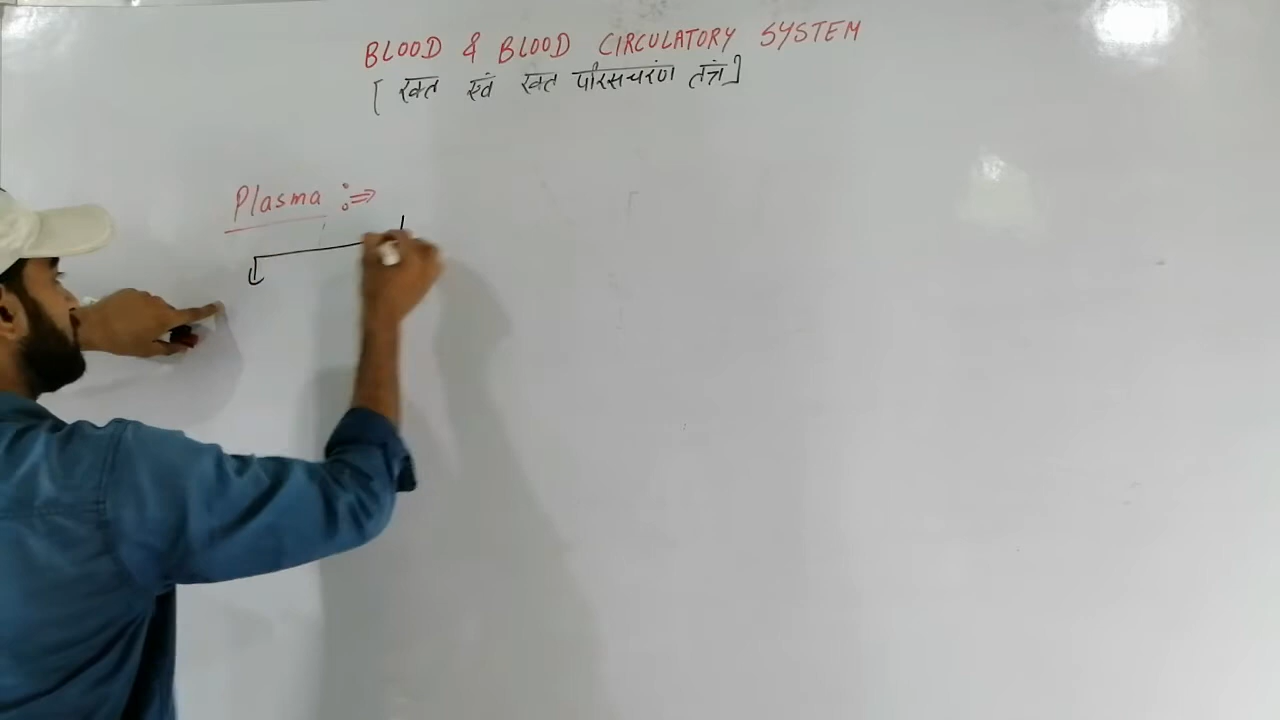 BLOOD & BLOOD CIRCULATORY SYSTEM
[ रक्त एवं रक्त परिसंचरण तंत्र ]
Plasma :⇒